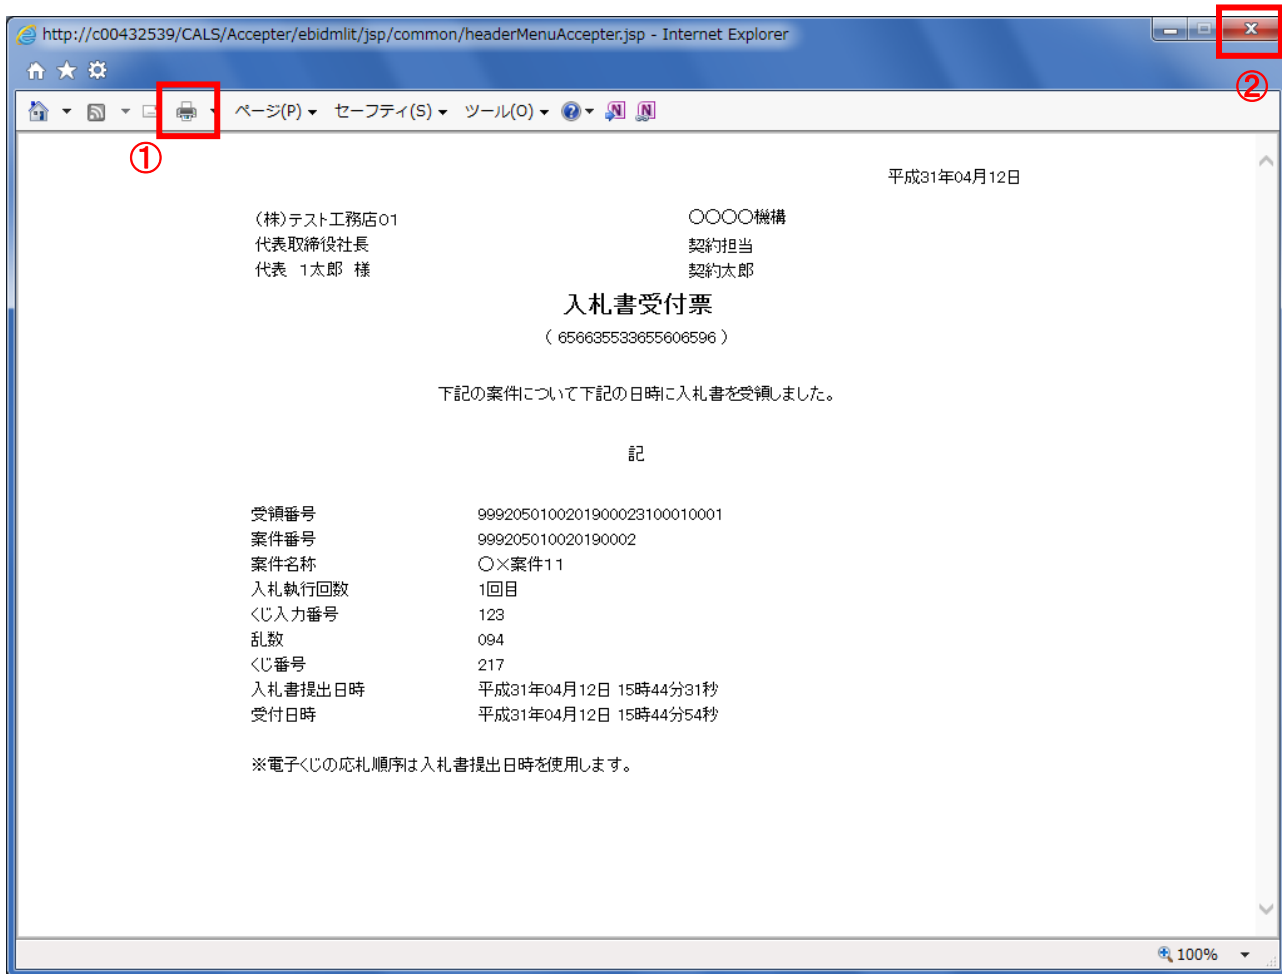 http://c00432539/CALS/Accepter/ebidmlit/jsp/common/headerMenuAccepter.jsp - Internet Explorer
②
ページ(P) セーフティ(S) ツール(O)
①
平成31年04月12日
(株)テスト工務店01 〇〇〇〇機構
代表取締役社長 契約担当
代表 1太郎 様 契約太郎
入札書受付票
( 656635533655606596 )
下記の案件について下記の日時に入札書を受領しました。
記
受領番号 9992050100201900023100010001
案件番号 999205010020190002
案件名称 〇×案件11
入札執行回数 1回目
くじ入力番号 123
乱数 094
くじ番号 217
入札書提出日時 平成31年04月12日 15時44分31秒
受付日時 平成31年04月12日 15時44分54秒
※電子くじの応札順序は入札書提出日時を使用します。
100%